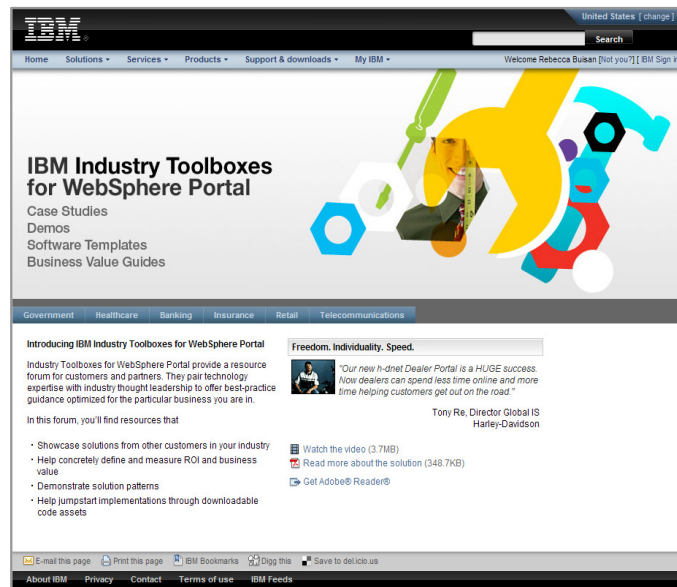 United States [ change ]
IBM®
Search
Home Solutions Services Products Support & downloads My IBM Welcome Rebecca Buisan [Not you?] [ IBM Sign in
IBM Industry Toolboxes
for WebSphere Portal
Case Studies
Demos
Software Templates
Business Value Guides
Government Healthcare Banking Insurance Retail Telecommunications
Introducing IBM Industry Toolboxes for WebSphere Portal
Industry Toolboxes for WebSphere Portal provide a resource
forum for customers and partners. They pair technology
expertise with industry thought leadership to offer best-practice
guidance optimized for the particular business you are in.
In this forum, you'll find resources that
· Showcase solutions from other customers in your industry
· Help concretely define and measure ROI and business
value
· Demonstrate solution patterns
· Help jumpstart implementations through downloadable
code assets
Freedom. Individuality. Speed.
"Our new h-dnet Dealer Portal is a HUGE success.
Now dealers can spend less time online and more
time helping customers get out on the road."
Tony Re, Director Global IS
Harley-Davidson
Watch the video (3.7MB)
Read more about the solution (348.7KB)
Get Adobe® Reader®
E-mail this page Print this page IBM Bookmarks Digg this Save to del.icio.us
About IBM Privacy Contact Terms of use IBM Feeds